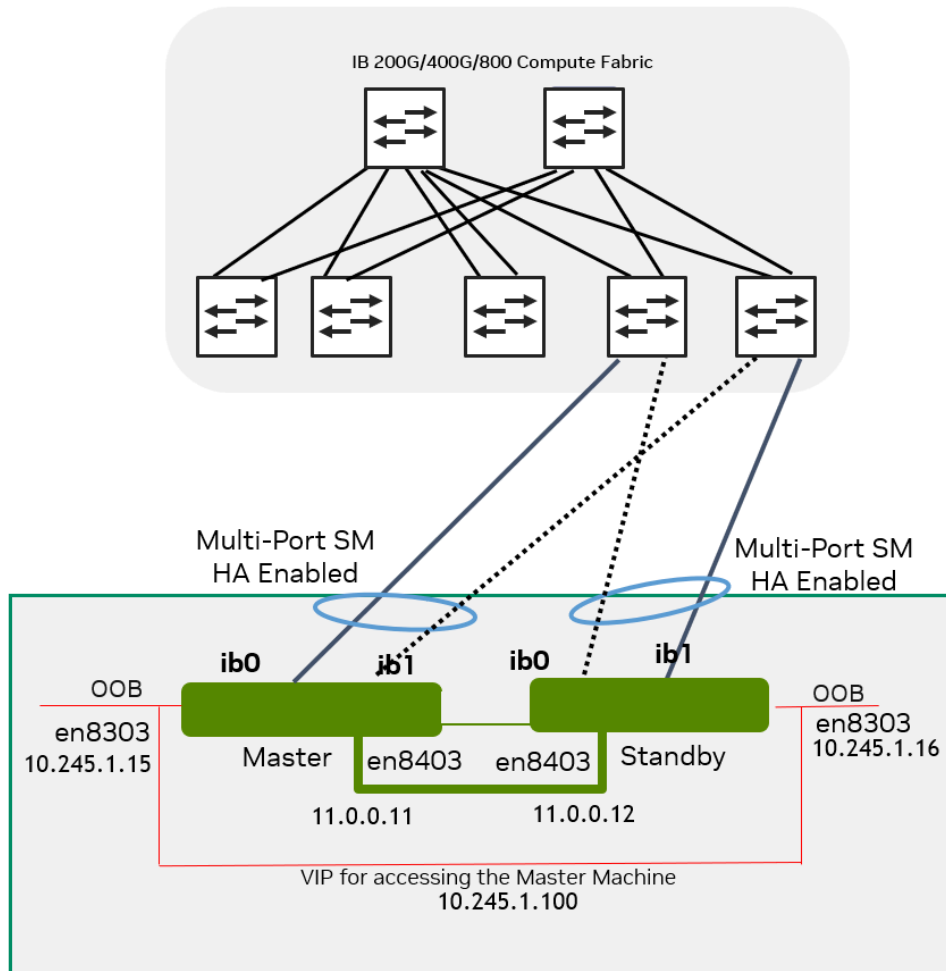 IB 200G/400G/800 Compute Fabric
Multi-Port SM
HA Enabled
Multi-Port SM
HA Enabled
ib0
ib1
ib0
ib1
OOB
en8303
10.245.1.15
OOB
en8303
10.245.1.16
Master
en8403
en8403
Standby
11.0.0.11
11.0.0.12
VIP for accessing the Master Machine
10.245.1.100